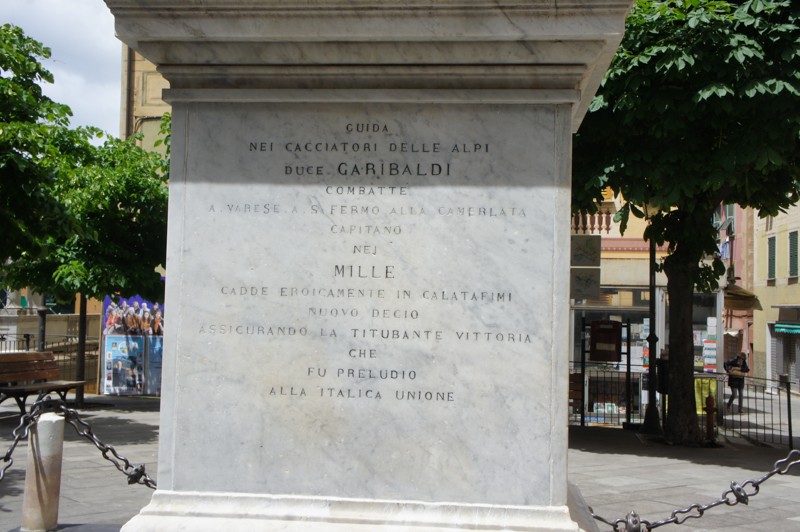 GUIDA
NEI CACCIATORI DELLE ALPI
DUCE. GARIBALDI
COMBATTE
A. VARESE. A. S. FERMO ALLA CAMERLATA
CAPITANO
NEI
MILLE
CADDE EROICAMENTE IN CALATAFIMI
NUOVO DECIO
ASSICURANDO LA TITUBANTE VITTORIA
CHE
FU PRELUDIO
ALLA ITALICA UNIONE